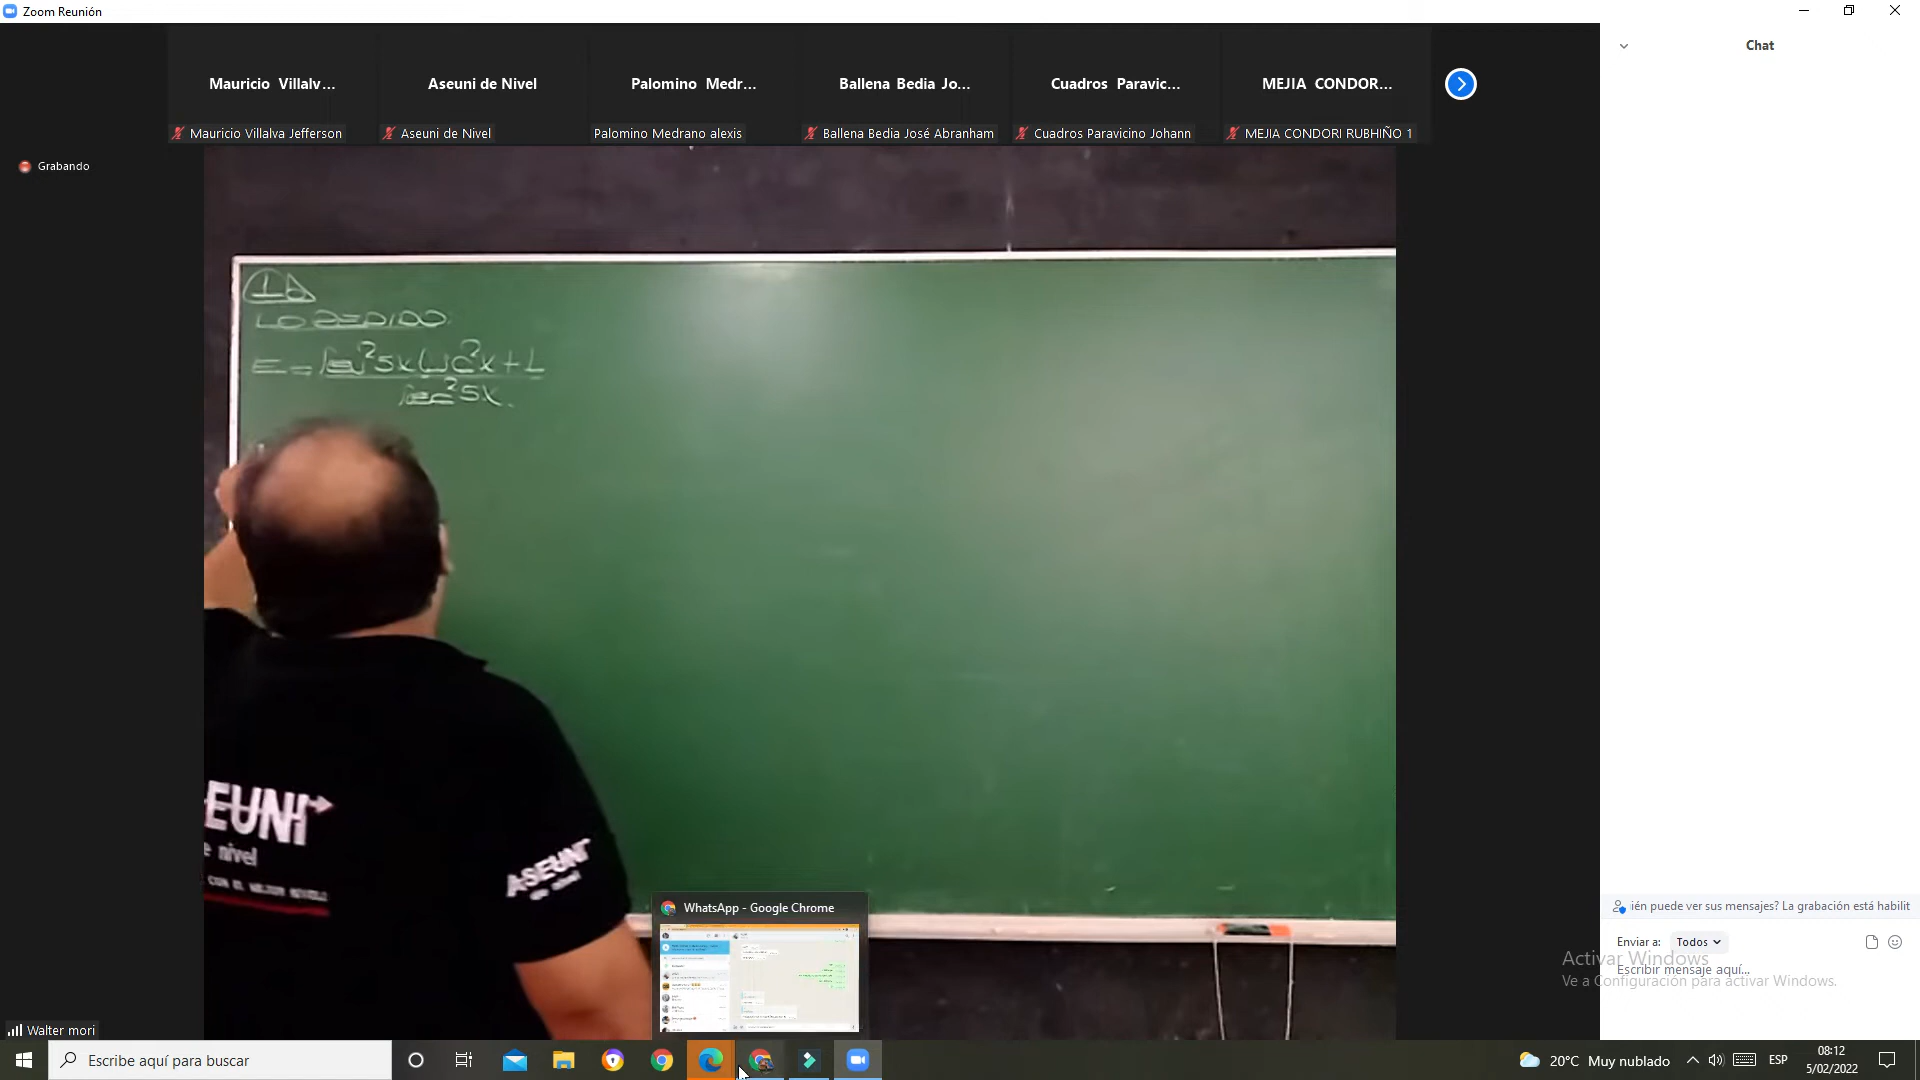 Zoom Reunión
Mauricio Villalv...
Aseuni de Nivel
Palomino Medr...
Ballena Bedia Jo...
Cuadros Paravic...
MEJIA CONDOR...
Mauricio Villalva Jefferson
Aseuni de Nivel
Palomino Medrano alexis
Ballena Bedia José Abranham
Cuadros Paravicino Johann
MEJIA CONDORI RUBHIÑO 1
Chat
Grabando
1
LO PEDIDO:
EUNI
e nivel
ASEUNI
de nivel
WhatsApp - Google Chrome
ién puede ver sus mensajes? La grabación está habilit
Enviar a: Todos
Escribir mensaje aquí...
Activar Windows
Ve a Configuración para activar Windows.
Walter mori
Escribe aquí para buscar
20°C Muy nublado
ESP
08:12
5/02/2022